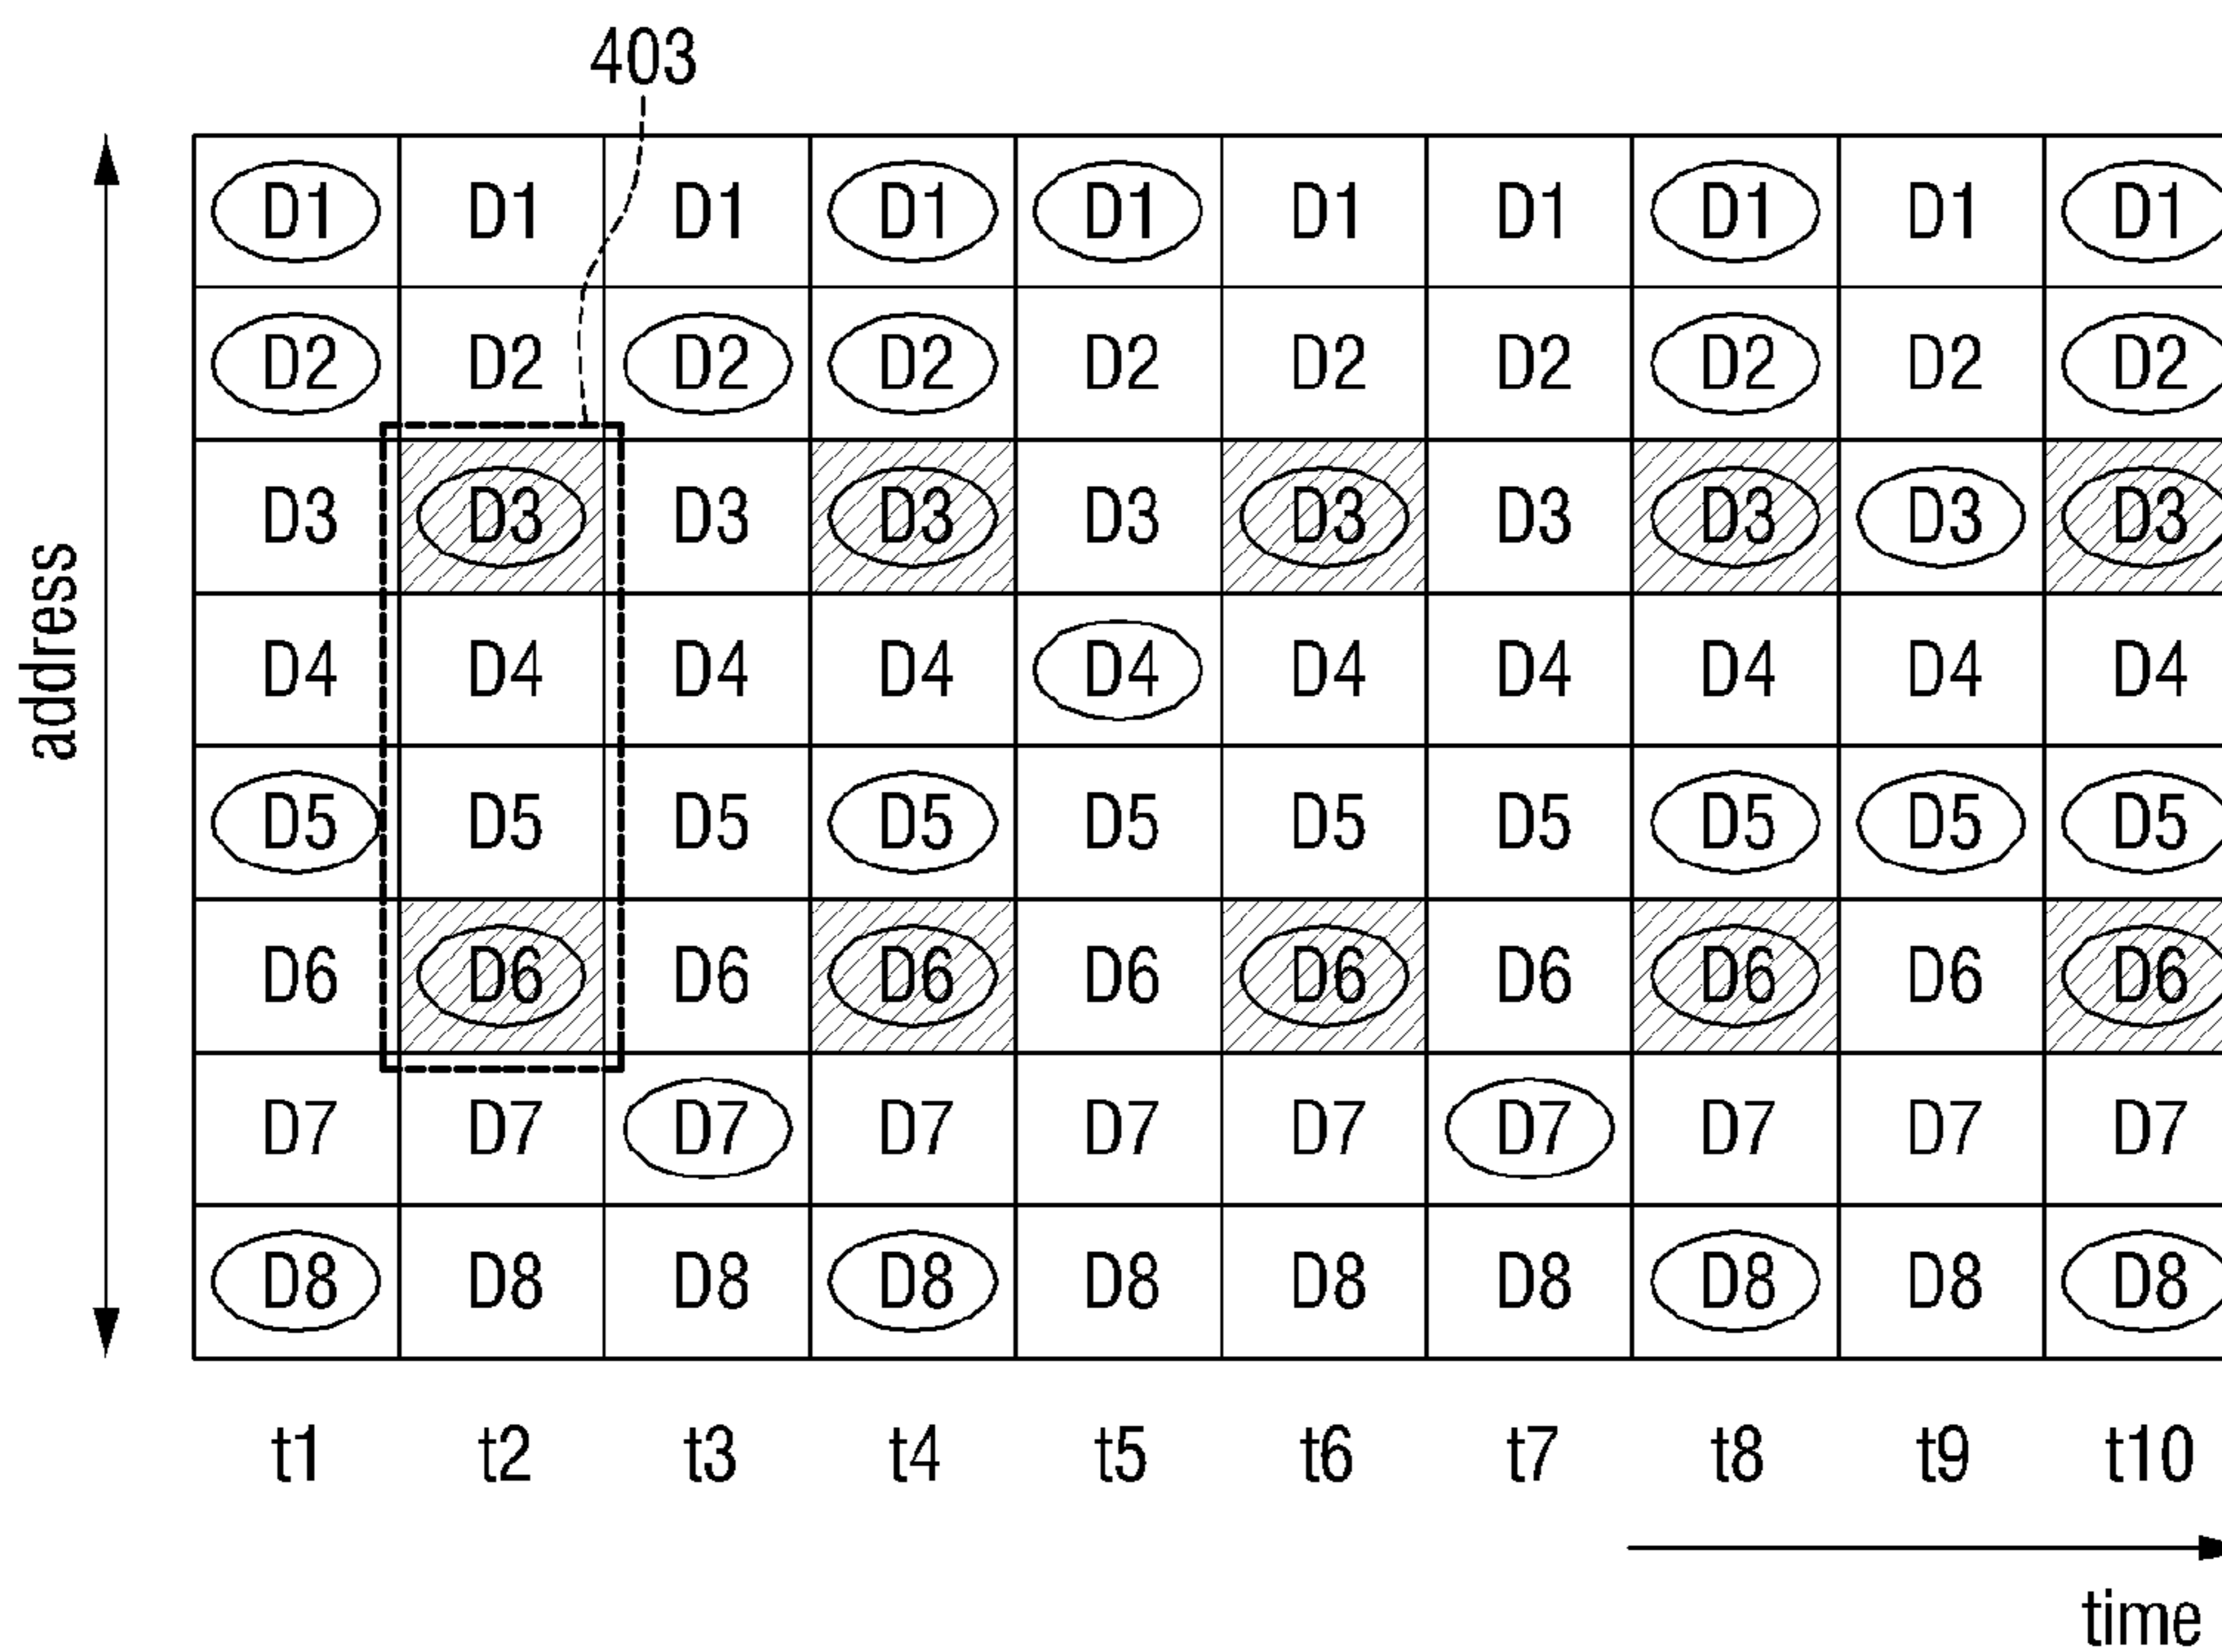 403
D1 D1 D1 D1 D1 D1 D1 D1 D1 D1
D2 D2 D2 D2 D2 D2 D2 D2 D2 D2
D3 D3 D3 D3 D3 D3 D3 D3 D3 D3
D4 D4 D4 D4 D4 D4 D4 D4 D4 D4
D5 D5 D5 D5 D5 D5 D5 D5 D5 D5
D6 D6 D6 D6 D6 D6 D6 D6 D6 D6
D7 D7 D7 D7 D7 D7 D7 D7 D7 D7
D8 D8 D8 D8 D8 D8 D8 D8 D8 D8
address
t1 t2 t3 t4 t5 t6 t7 t8 t9 t10
time